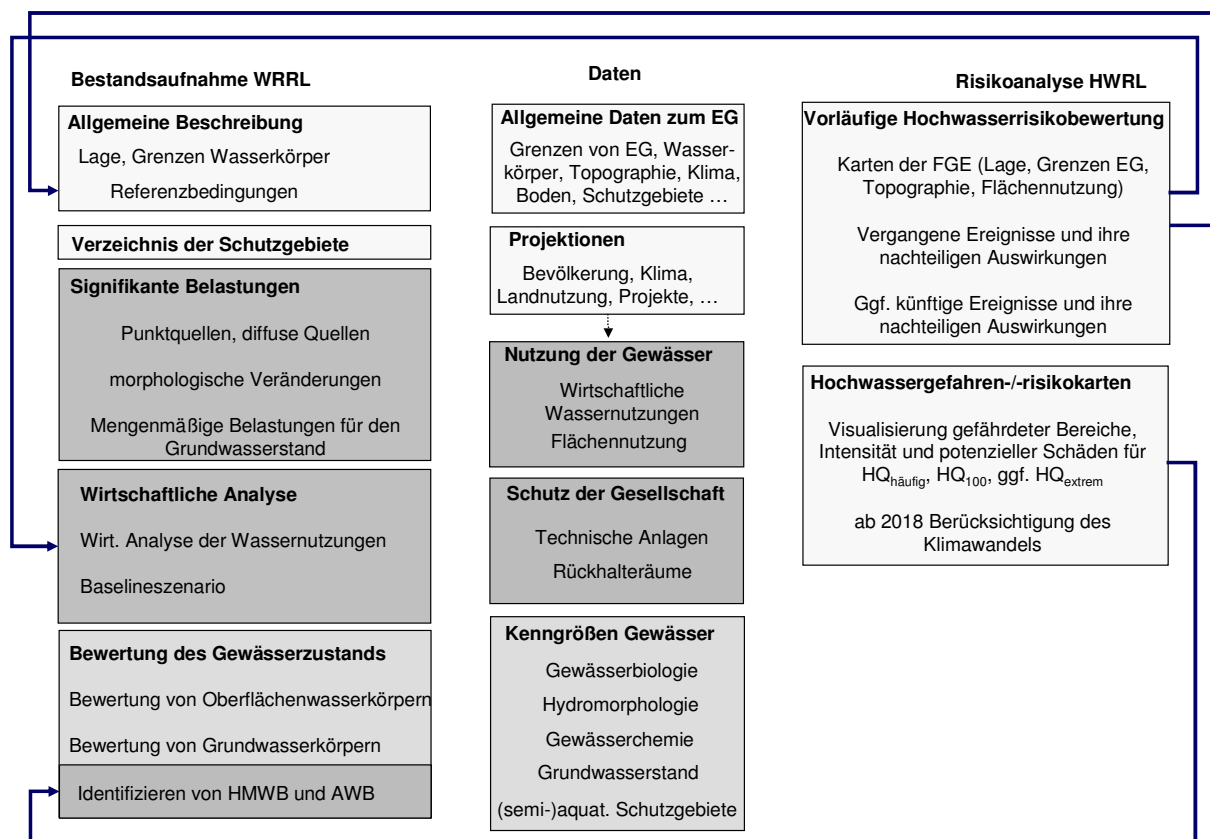 Bestandsaufnahme WRRL
Allgemeine Beschreibung
Lage, Grenzen Wasserkörper
Referenzbedingungen
Verzeichnis der Schutzgebiete
Signifikante Belastungen
Punktquellen, diffuse Quellen
morphologische Veränderungen
Mengenmäßige Belastungen für den
Grundwasserstand
Wirtschaftliche Analyse
Wirt. Analyse der Wassernutzungen
Baselineszenario
Bewertung des Gewässerzustands
Bewertung von Oberflächenwasserkörpern
Bewertung von Grundwasserkörpern
Identifizieren von HMWB und AWB
Daten
Allgemeine Daten zum EG
Grenzen von EG, Wasser-
körper, Topographie, Klima,
Boden, Schutzgebiete …
Projektionen
Bevölkerung, Klima,
Landnutzung, Projekte, …
Nutzung der Gewässer
Wirtschaftliche
Wassernutzungen
Flächennutzung
Schutz der Gesellschaft
Technische Anlagen
Rückhalteräume
Kenngrößen Gewässer
Gewässerbiologie
Hydromorphologie
Gewässerchemie
Grundwasserstand
(semi-)aquat. Schutzgebiete
Risikoanalyse HWRL
Vorläufige Hochwasserrisikobewertung
Karten der FGE (Lage, Grenzen EG,
Topographie, Flächennutzung)
Vergangene Ereignisse und ihre
nachteiligen Auswirkungen
Ggf. künftige Ereignisse und ihre
nachteiligen Auswirkungen
Hochwassergefahren-/-risikokarten
Visualisierung gefährdeter Bereiche,
Intensität und potenzieller Schäden für
HQhäufig, HQ100, ggf. HQextrem
ab 2018 Berücksichtigung des
Klimawandels